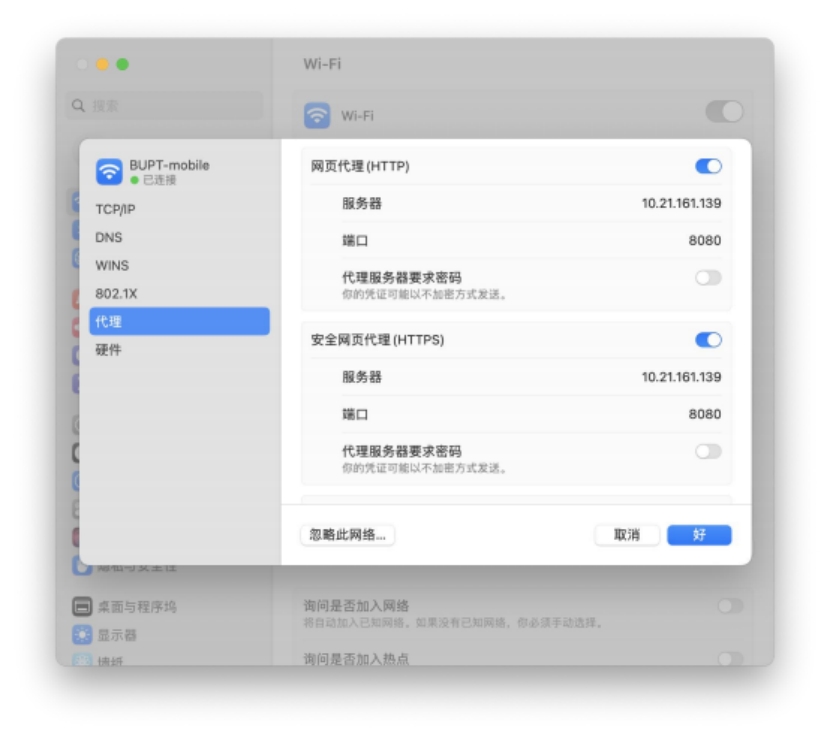 Wi-Fi
搜索
Wi-Fi
BUPT-mobile
已连接
TCP/IP
DNS
WINS
802.1X
代理
硬件
网页代理(HTTP)
服务器 10.21.161.139
端口 8080
代理服务器要求密码
你的凭证可能以不加密方式发送。
安全网页代理(HTTPS)
服务器 10.21.161.139
端口 8080
代理服务器要求密码
你的凭证可能以不加密方式发送。
忽略此网络...
取消
好
桌面与程序坞
显示器
墙纸
询问是否加入网络
将自动加入已知网络。如果没有已知网络，你必须手动选择。
询问是否加入热点